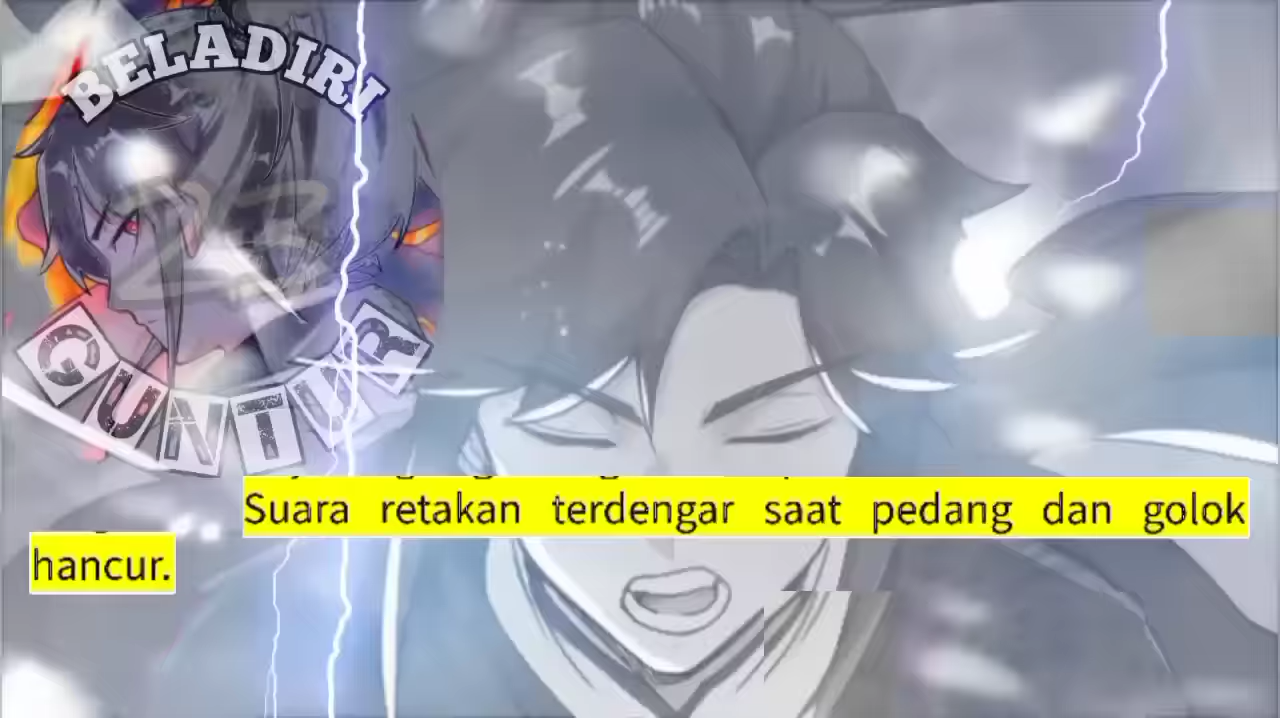 BELADIRI
GUNTUR
Suara retakan terdengar saat pedang dan golok
hancur.